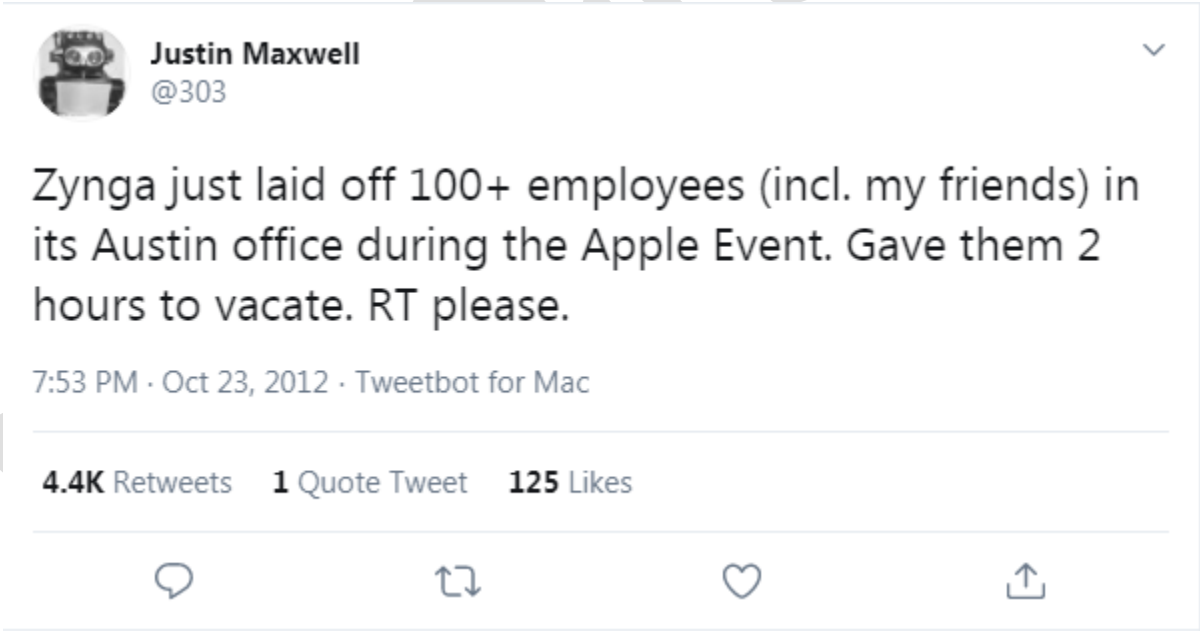 Justin Maxwell
@303
Zynga just laid off 100+ employees (incl. my friends) in
its Austin office during the Apple Event. Gave them 2
hours to vacate. RT please.
7:53 PM · Oct 23, 2012 · Tweetbot for Mac
4.4K Retweets 1 Quote Tweet 125 Likes